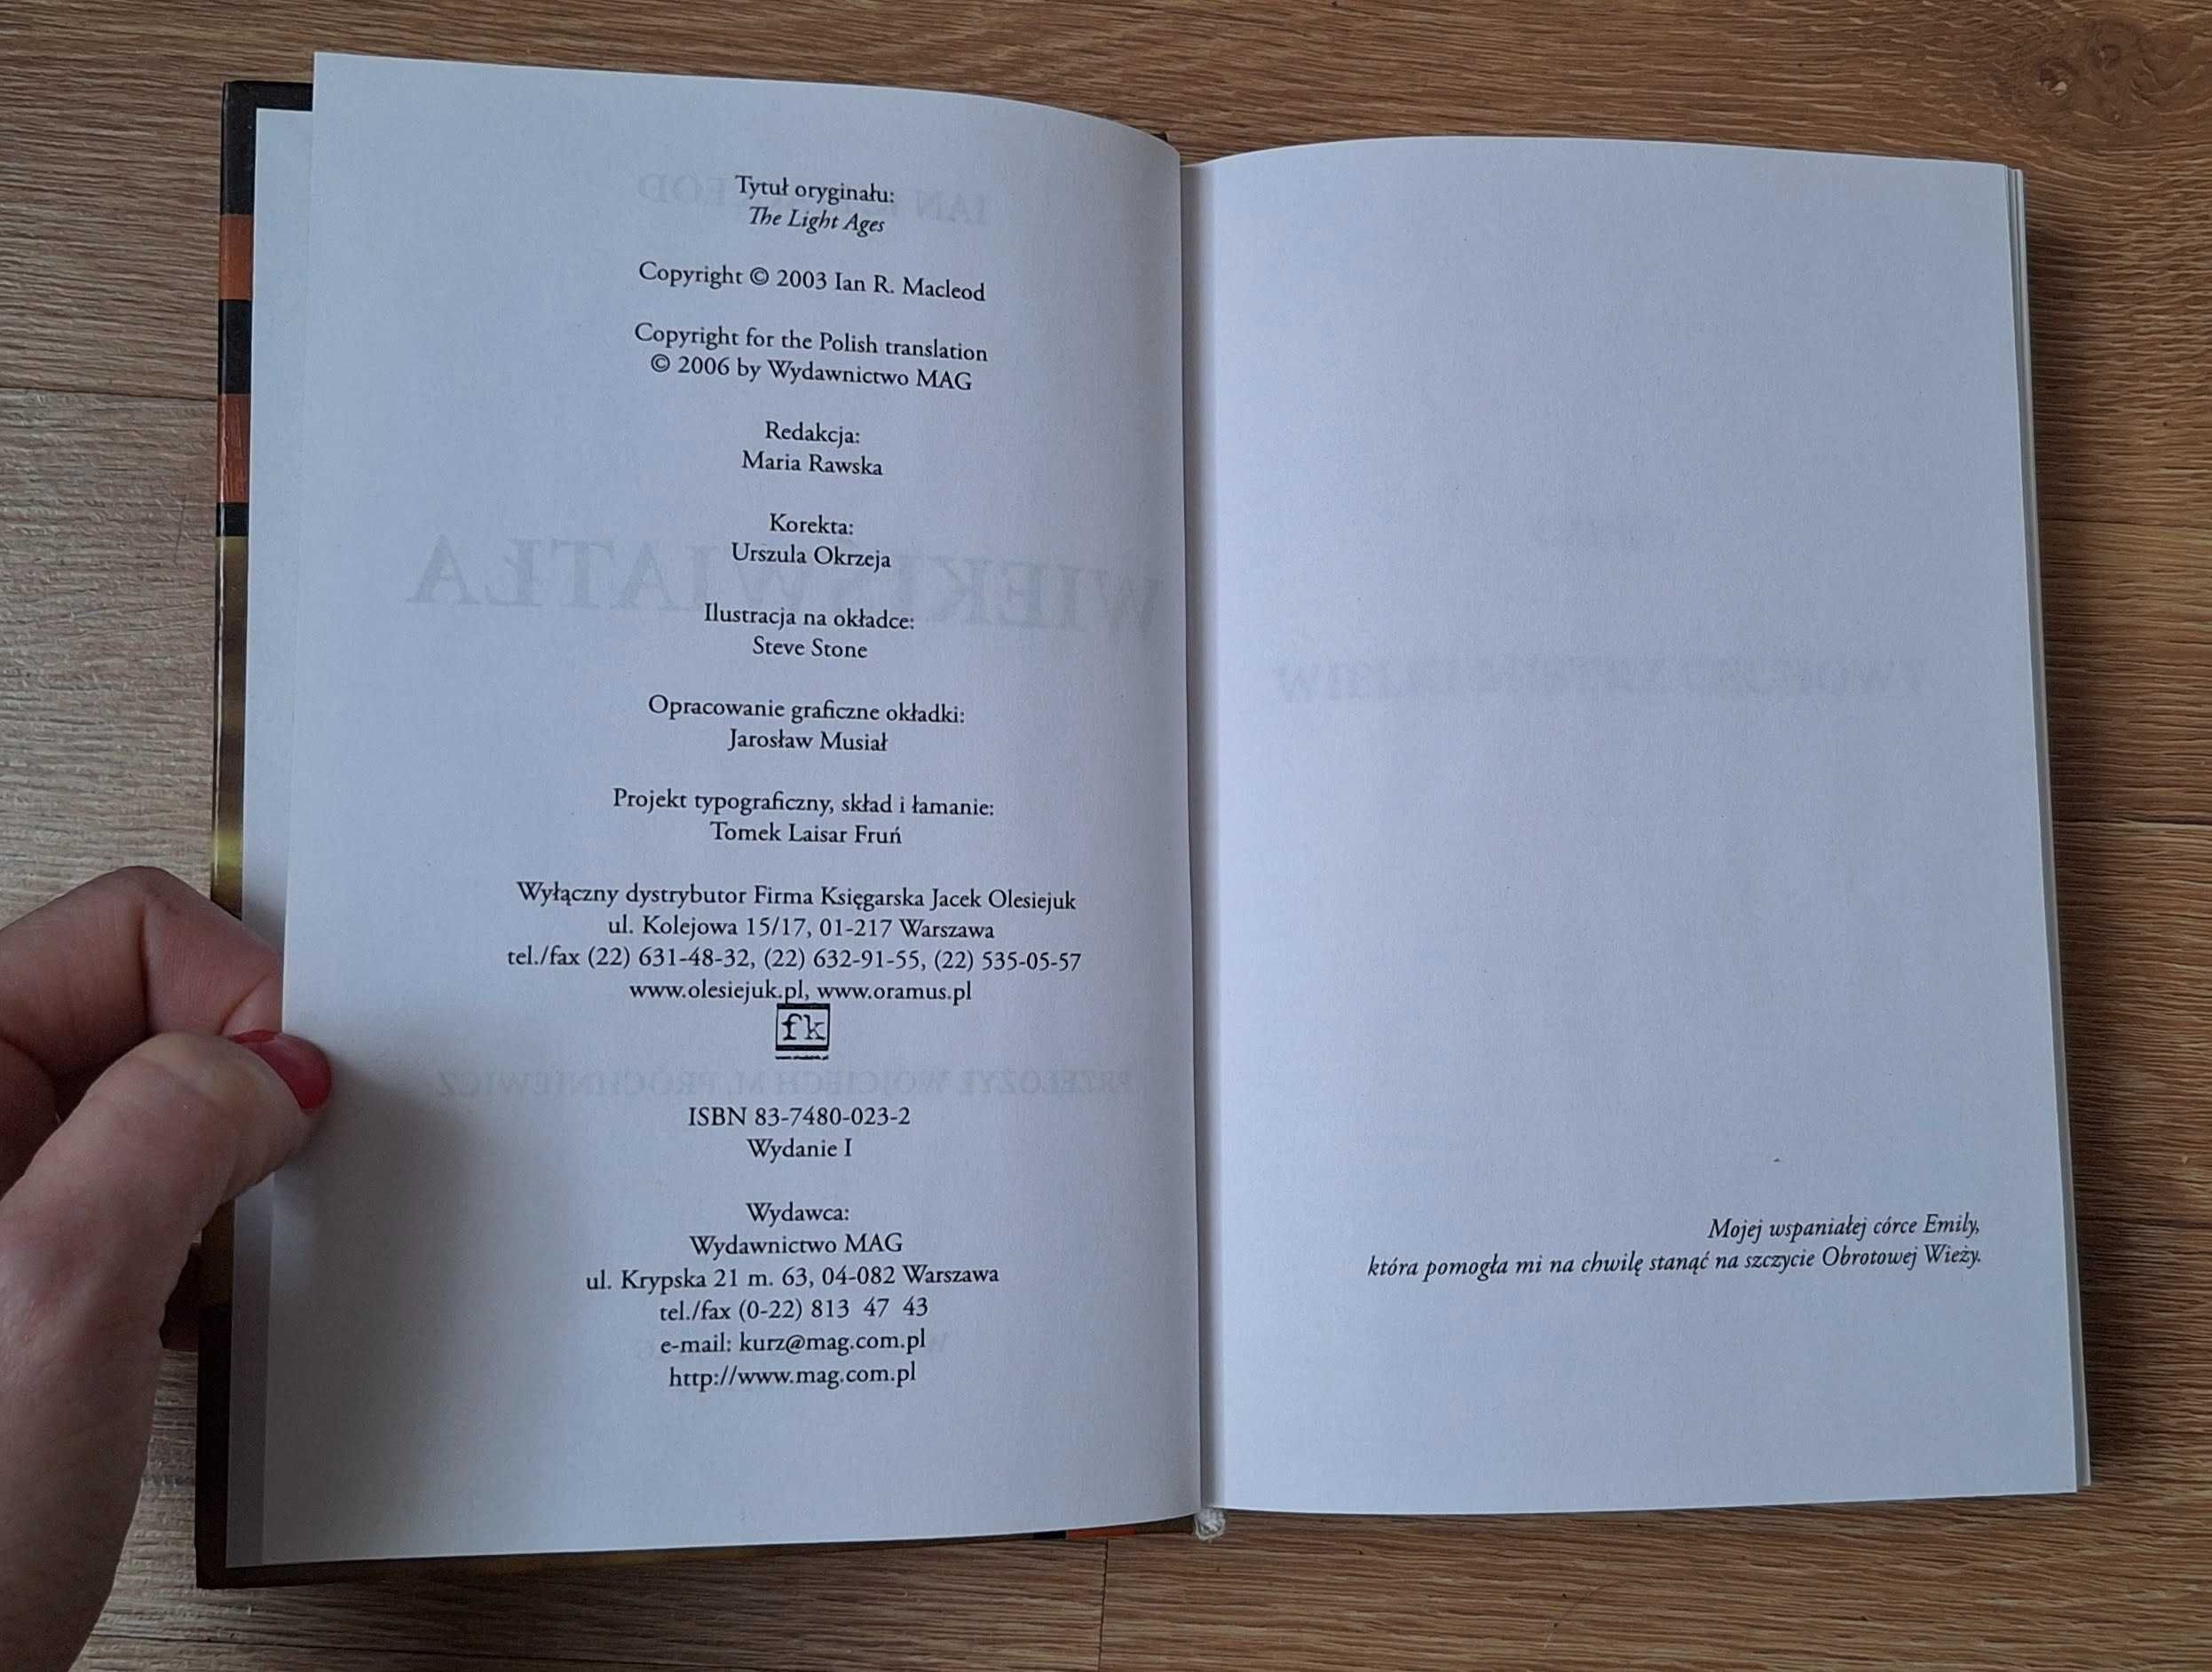 Tytuł oryginału:
The Light Ages
Copyright © 2003 Ian R. Macleod
Copyright for the Polish translation
© 2006 by Wydawnictwo MAG
Redakcja:
Maria Rawska
Korekta:
Urszula Okrzeja
Ilustracja na okładce:
Steve Stone
Opracowanie graficzne okładki:
Jarosław Musiał
Projekt typograficzny, skład i łamanie:
Tomek Laisar Fruń
Wyłączny dystrybutor Firma Księgarska Jacek Olesiejuk
ul. Kolejowa 15/17, 01-217 Warszawa
tel./fax (22) 631-48-32, (22) 632-91-55, (22) 535-05-57
www.olesiejuk.pl, www.oramus.pl
fk
ISBN 83-7480-023-2
Wydanie I
Wydawca:
Wydawnictwo MAG
ul. Krypska 21 m. 63, 04-082 Warszawa
tel./fax (0-22) 813 47 43
e-mail: kurz@mag.com.pl
http://www.mag.com.pl
Mojej wspaniałej córce Emily,
która pomogła mi na chwilę stanąć na szczycie Obrotowej Wieży.